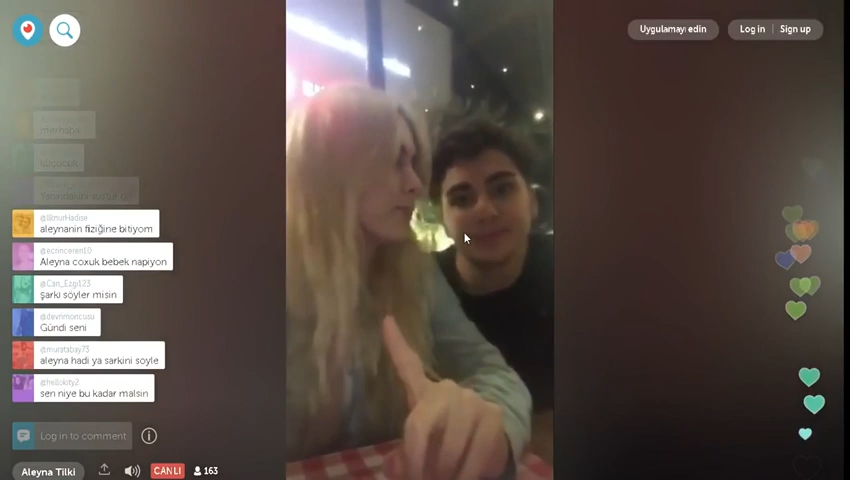 Uygulamayı edin
Log in
Sign up
merhaba
@IlknurHadise
aleynanin fiziğine bitiyom
@ecrinceren10
Aleyna coxuk bebek napıyon
@Can_Ezgi123
şarkı söyler misin
@devrimoncusu
Gündi seni
@muratabay73
aleyna hadi ya sarkini soyle
@hellokity2
sen niye bu kadar malsın
Log in to comment
Aleyna Tilki
CANLI
163